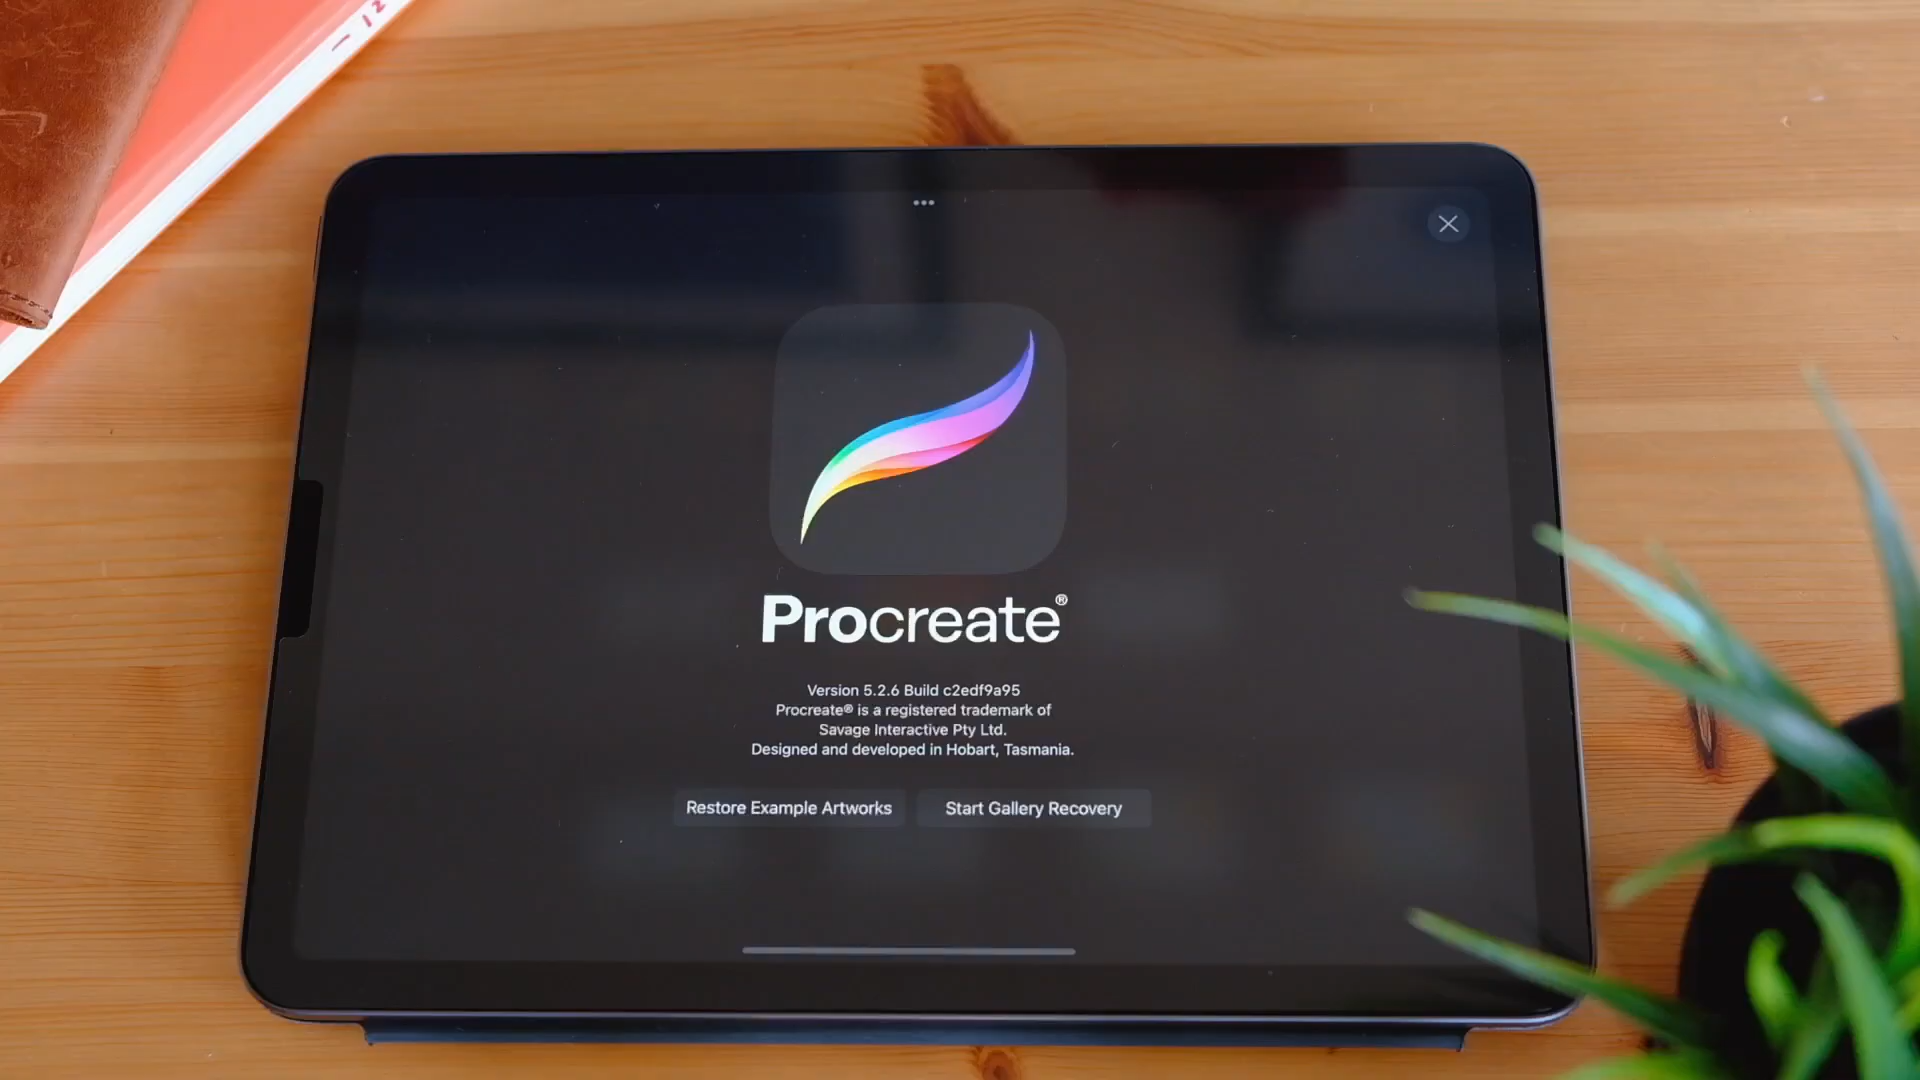 Procreate®
Version 5.2.6 Build c2edf9a95
Procreate® is a registered trademark of
Savage Interactive Pty Ltd.
Designed and developed in Hobart, Tasmania.
Restore Example Artworks
Start Gallery Recovery